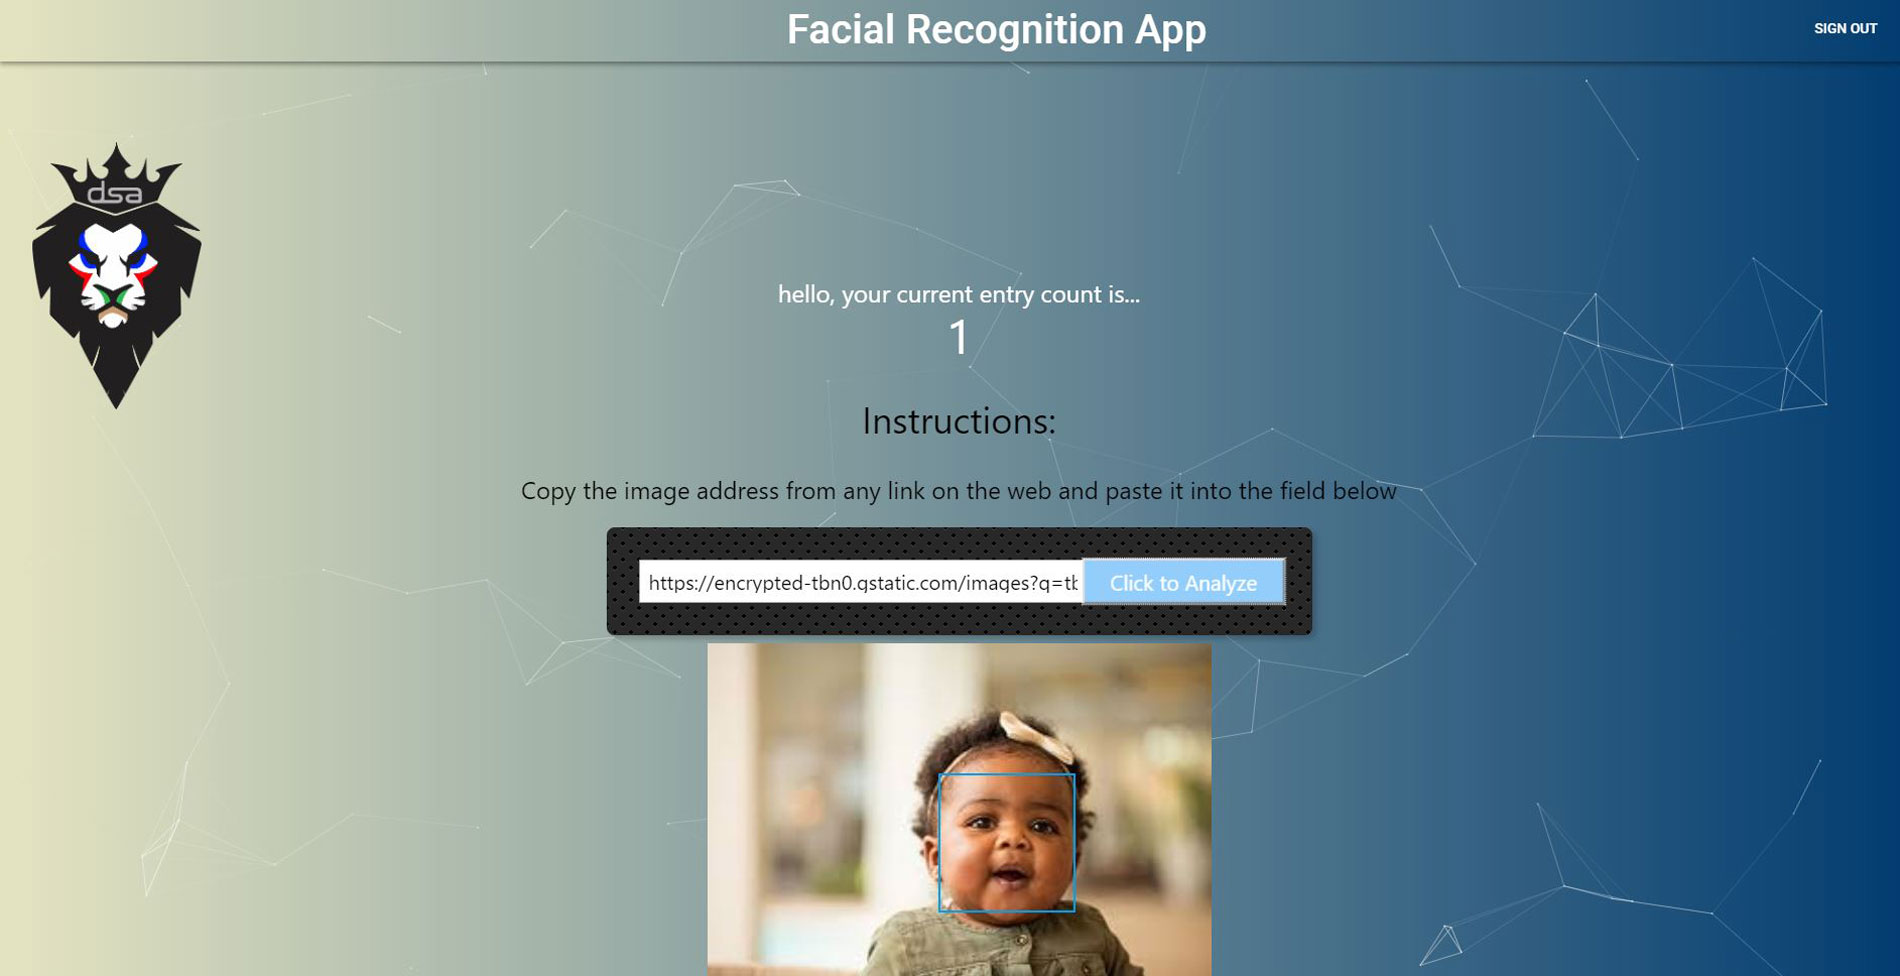 Facial Recognition App
SIGN OUT
dsa
hello, your current entry count is...
1
Instructions:
Copy the image address from any link on the web and paste it into the field below
https://encrypted-tbn0.gstatic.com/images?q=tb
Click to Analyze